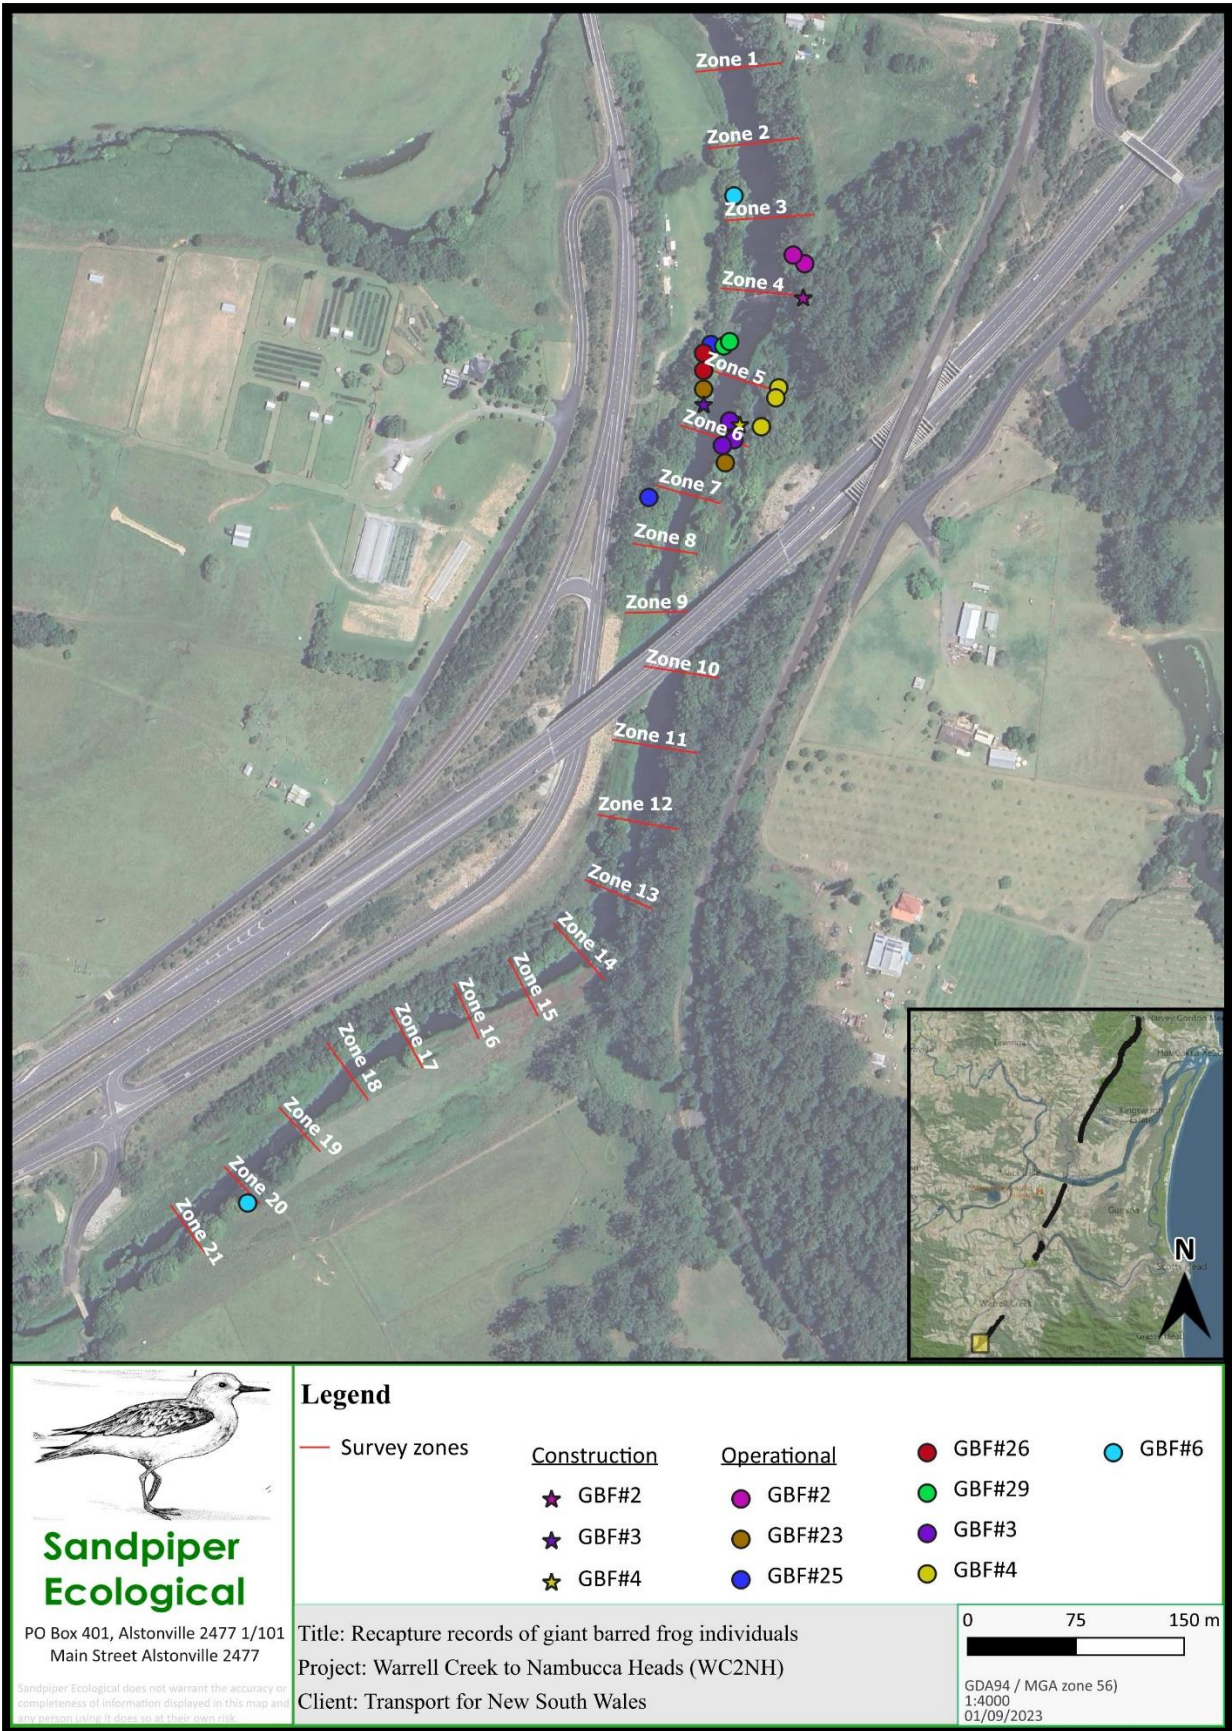 Zone 1
Zone 2
Zone 3
Zone 4
Zone 5
Zone 6
Zone 7
Zone 8
Zone 9
Zone 10
Zone 11
Zone 12
Zone 13
Zone 14
Zone 15
Zone 16
Zone 17
Zone 18
Zone 19
Zone 20
Zone 21
Warrell Creek
N
Sandpiper
Ecological
PO Box 401, Alstonville 2477 1/101
Main Street Alstonville 2477
Sandpiper Ecological does not warrant the accuracy or
completeness of information displayed in this map and
any person using it does so at their own risk.
Legend
Survey zones
Construction
GBF#2
GBF#3
GBF#4
Operational
GBF#2
GBF#23
GBF#25
GBF#26
GBF#29
GBF#3
GBF#4
GBF#6
Title: Recapture records of giant barred frog individuals
Project: Warrell Creek to Nambucca Heads (WC2NH)
Client: Transport for New South Wales
0 75 150 m
GDA94 / MGA zone 56)
1:4000
01/09/2023